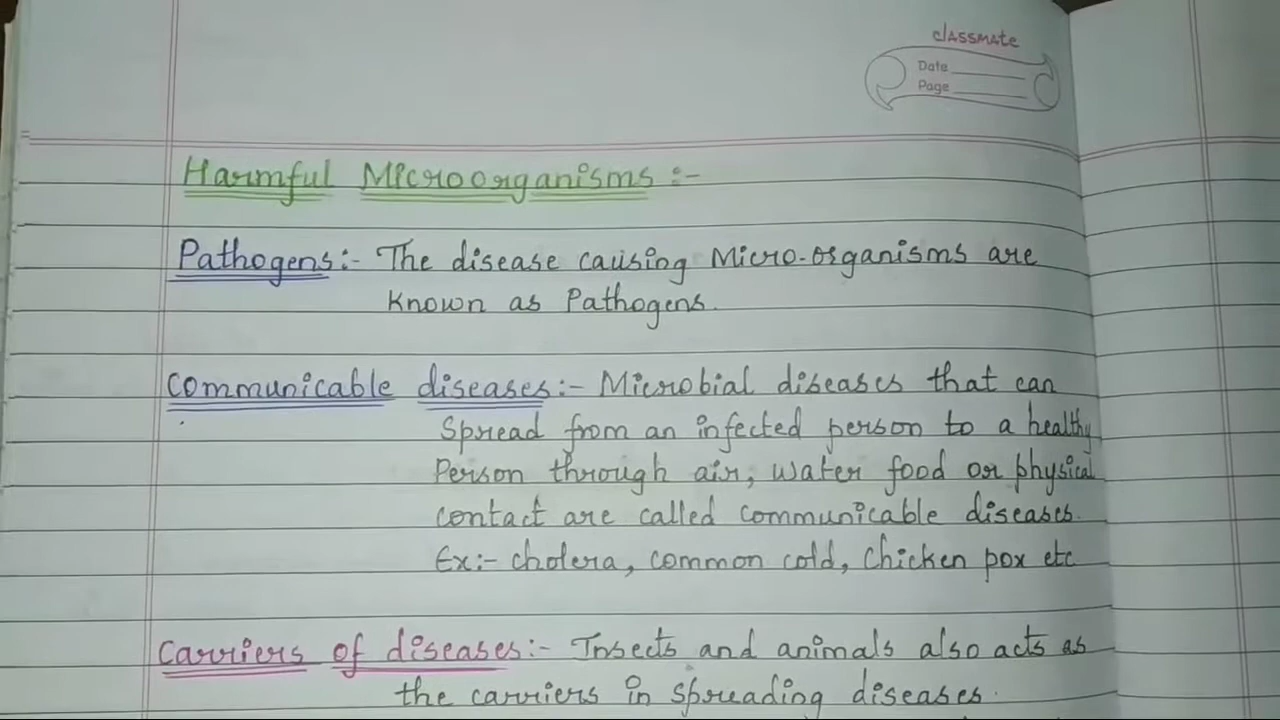 classmate
Date
Page
Harmful Microorganisms :-
Pathogens:- The disease causing Micro-organisms are
known as Pathogens.
Communicable diseases:- Microbial diseases that can
Spread from an infected person to a healthy
Person through air, water food or physical
contact are called communicable diseases.
Ex:- cholera, common cold, chicken pox etc
Carriers of diseases:- Insects and animals also acts as
the carriers in spreading diseases.